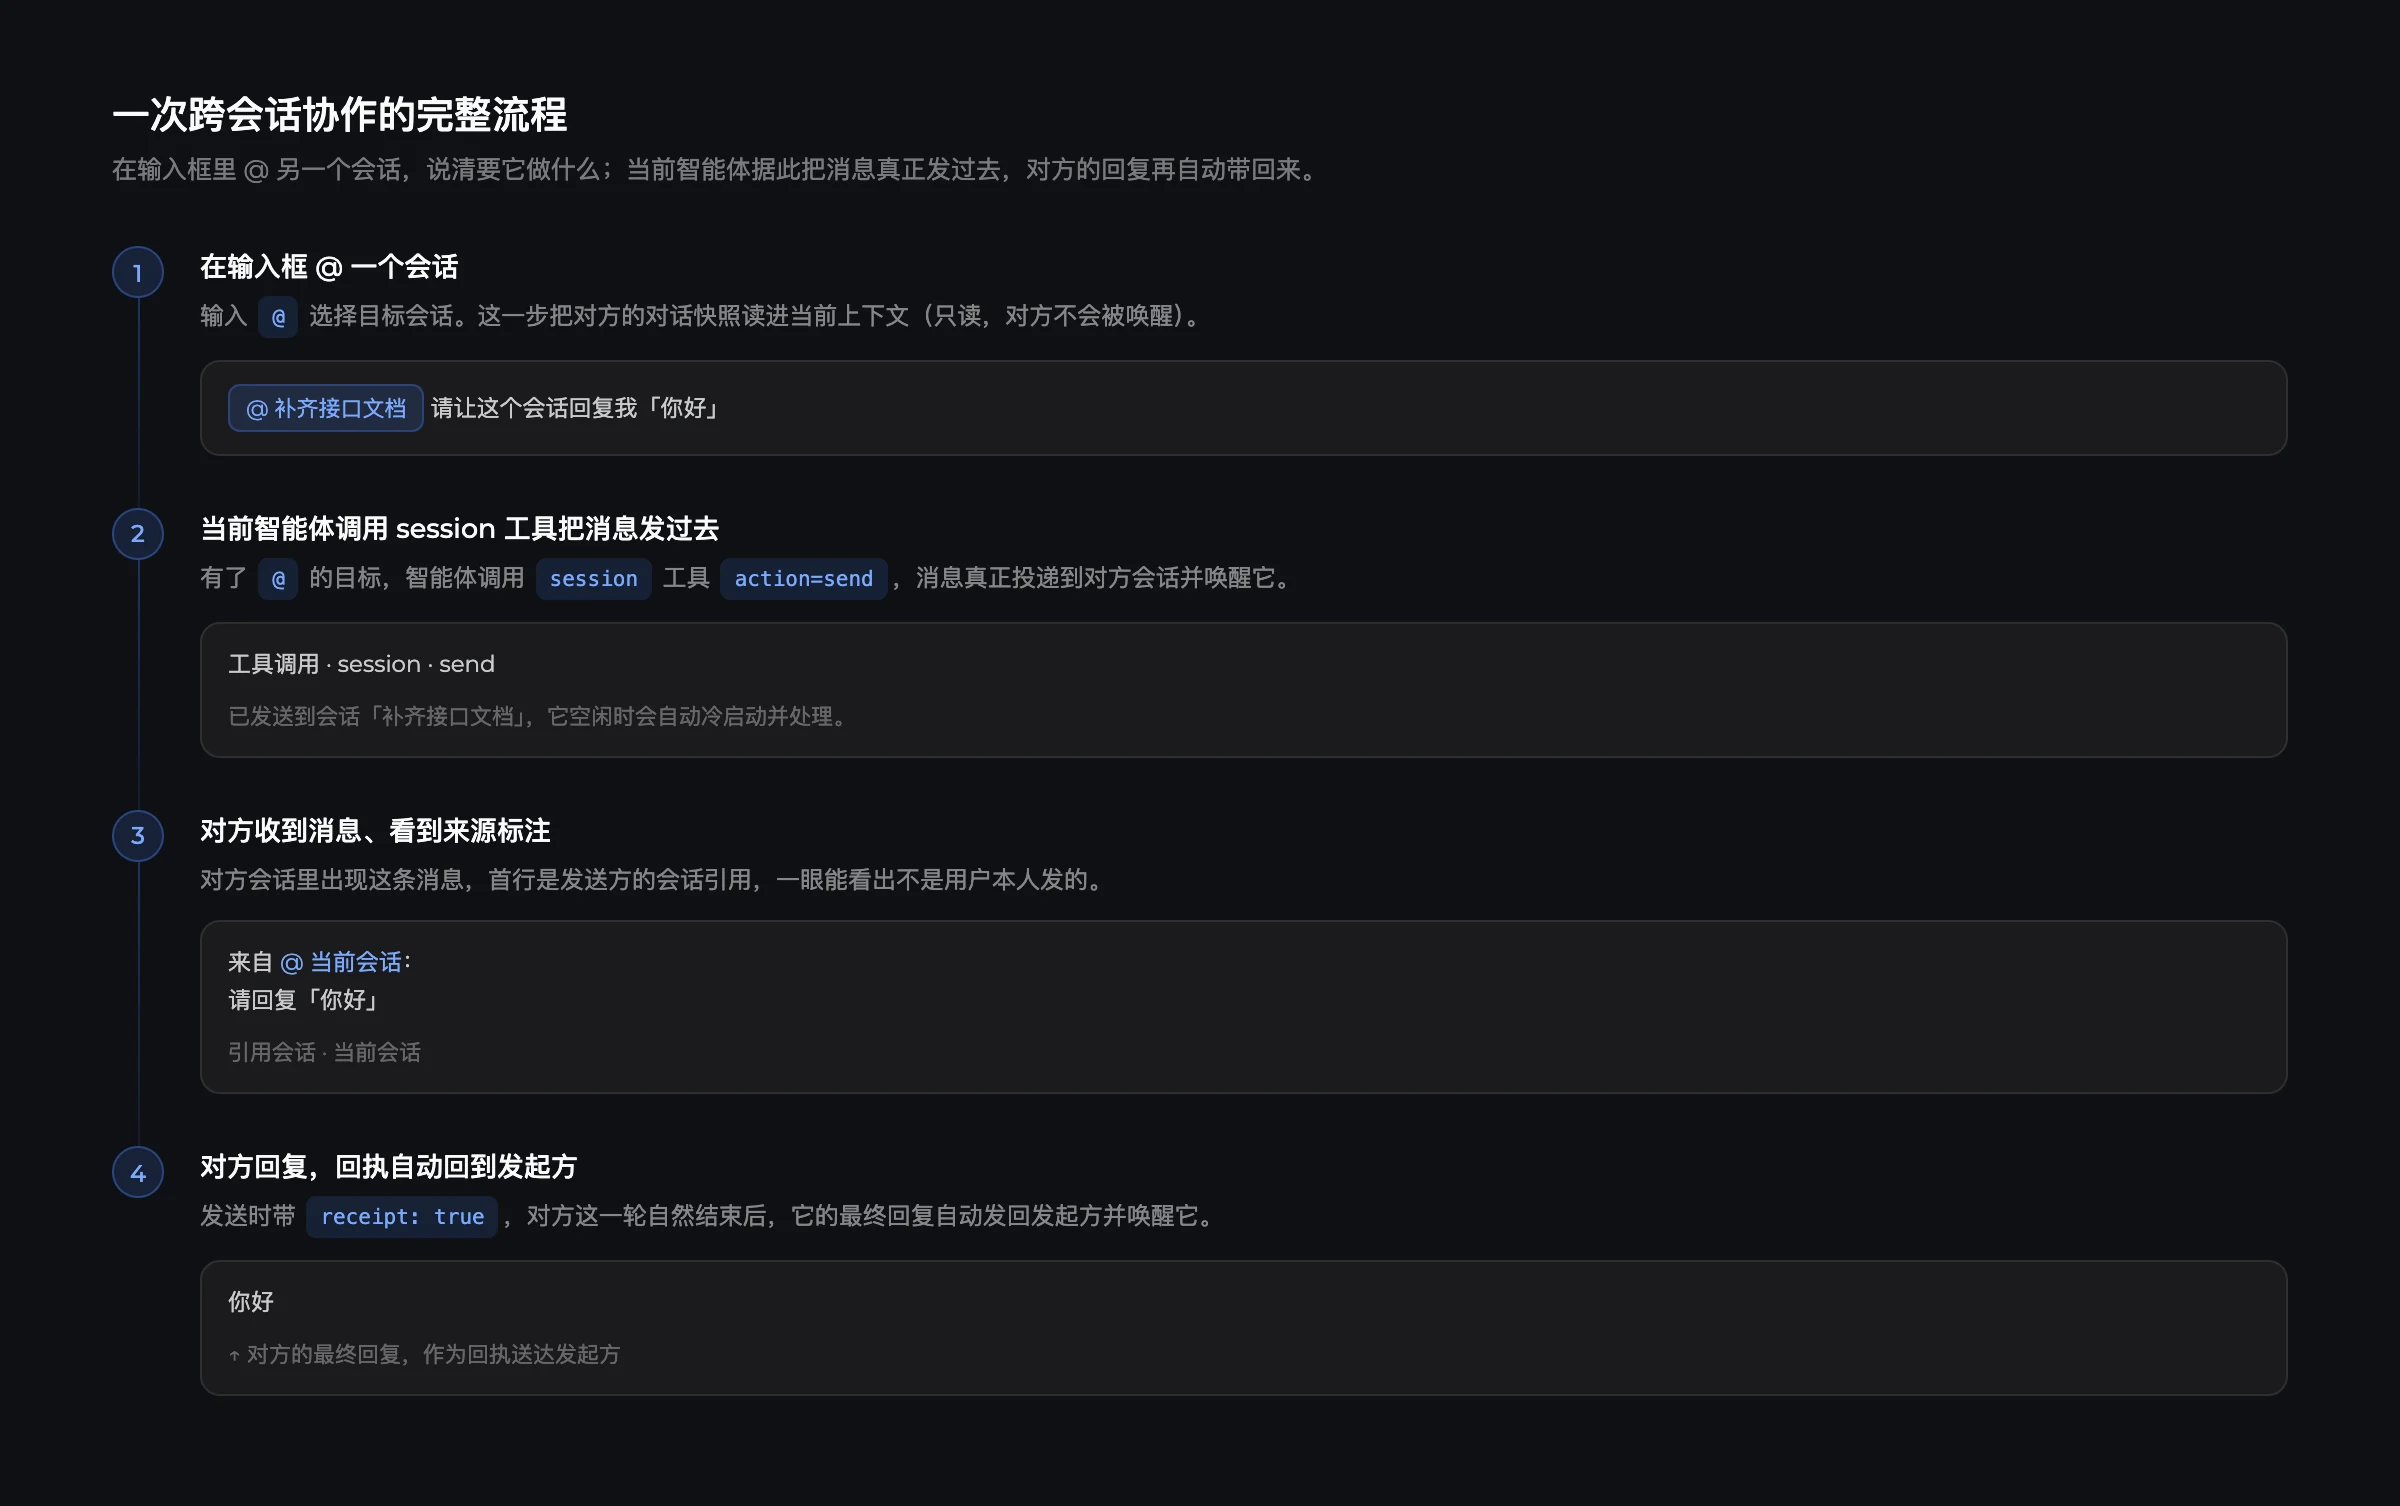 一次跨会话协作的完整流程
在输入框里 @ 另一个会话，说清要它做什么；当前智能体据此把消息真正发过去，对方的回复再自动带回来。
1
在输入框 @ 一个会话
输入 @ 选择目标会话。这一步把对方的对话快照读进当前上下文（只读，对方不会被唤醒）。
@ 补齐接口文档 请让这个会话回复我「你好」
2
当前智能体调用 session 工具把消息发过去
有了 @ 的目标，智能体调用 session 工具 action=send ，消息真正投递到对方会话并唤醒它。
工具调用 · session · send
已发送到会话「补齐接口文档」，它空闲时会自动冷启动并处理。
3
对方收到消息、看到来源标注
对方会话里出现这条消息，首行是发送方的会话引用，一眼能看出不是用户本人发的。
来自 @ 当前会话：
请回复「你好」
引用会话 · 当前会话
4
对方回复，回执自动回到发起方
发送时带 receipt: true ，对方这一轮自然结束后，它的最终回复自动发回发起方并唤醒它。
你好
↑ 对方的最终回复，作为回执送达发起方